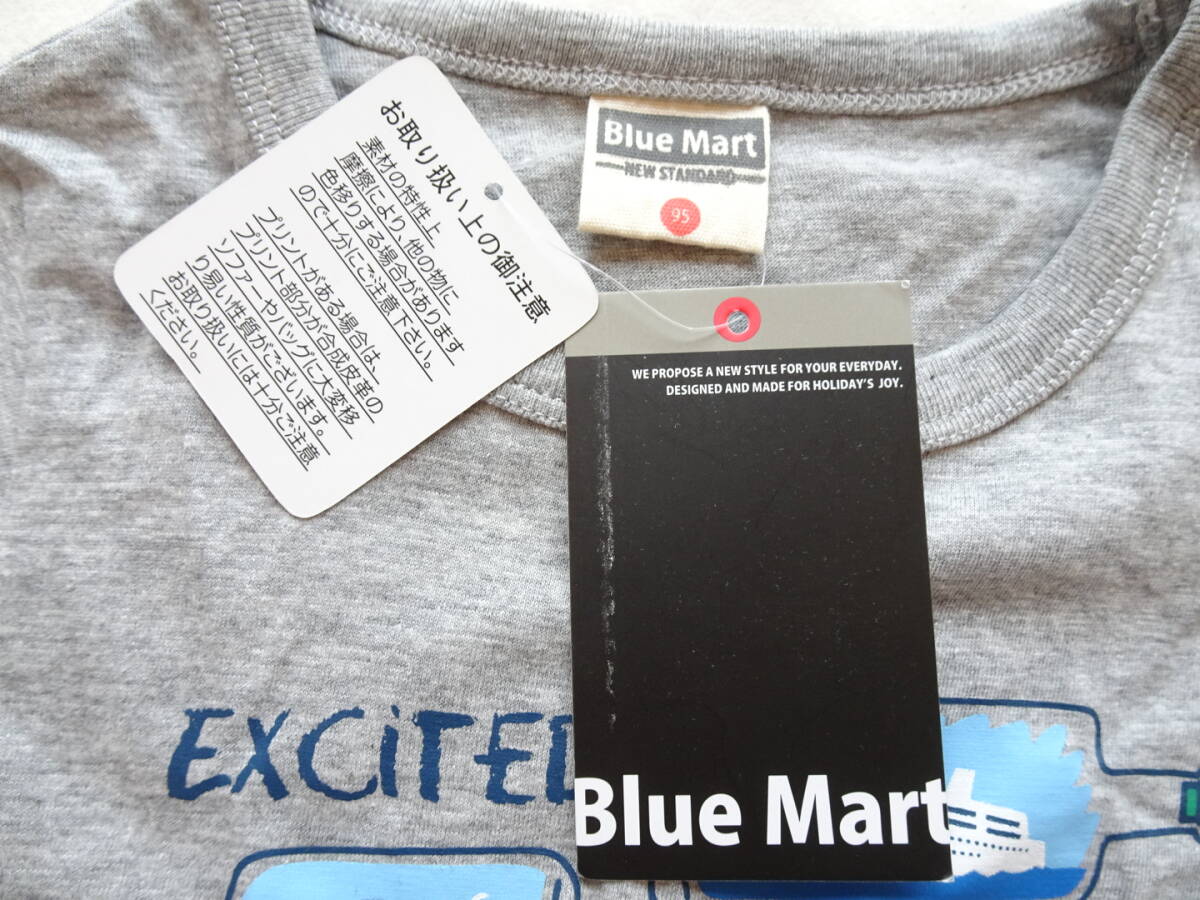 お取り扱い上の御注意
素材の特性上
摩擦により、他の物に
色移りする場合があります
ので十分にご注意下さい。
プリントがある場合は、
プリント部分が合成皮革の
ソファーやバッグに大変移
り易い性質がございます。
お取り扱いには十分ご注意
ください。
Blue Mart
NEW STANDARD
95
WE PROPOSE A NEW STYLE FOR YOUR EVERYDAY.
DESIGNED AND MADE FOR HOLIDAY'S JOY.
EXCiTED
Blue Mart